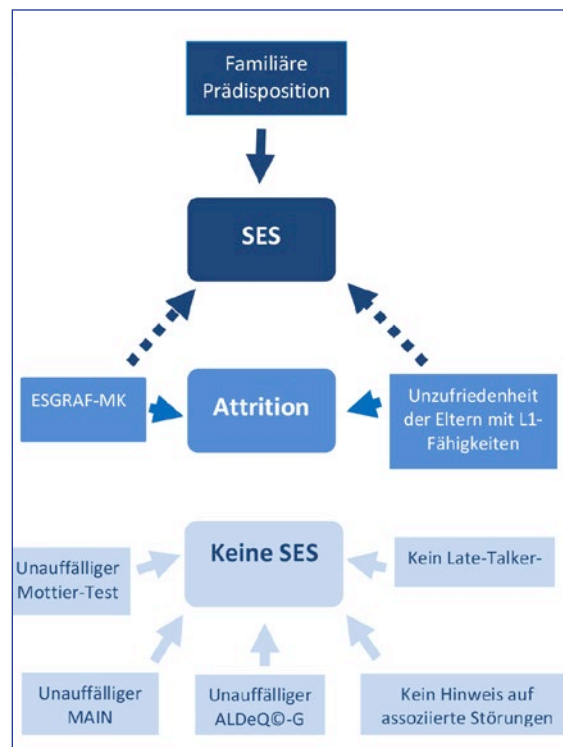 Familiäre
Prädisposition
SES
ESGRAF-MK
Attrition
Unzufriedenheit
der Eltern mit L1-
Fähigkeiten
Keine SES
Unauffälliger
Mottier-Test
Kein Late-Talker-
Unauffälliger
MAIN
Unauffälliger
ALDeQ©-G
Kein Hinweis auf
assoziierte Störungen